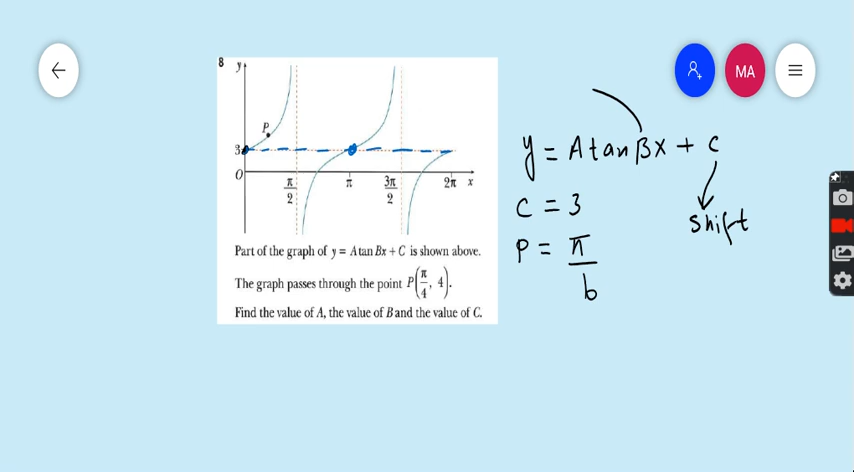 MA
8
y
P
3
O
π/2
π
3π/2
2π
x
Part of the graph of y = A tan Bx + C is shown above.
The graph passes through the point P(π/4, 4).
Find the value of A, the value of B and the value of C.
y = A tan Bx + C
C = 3
shift
P = π/b